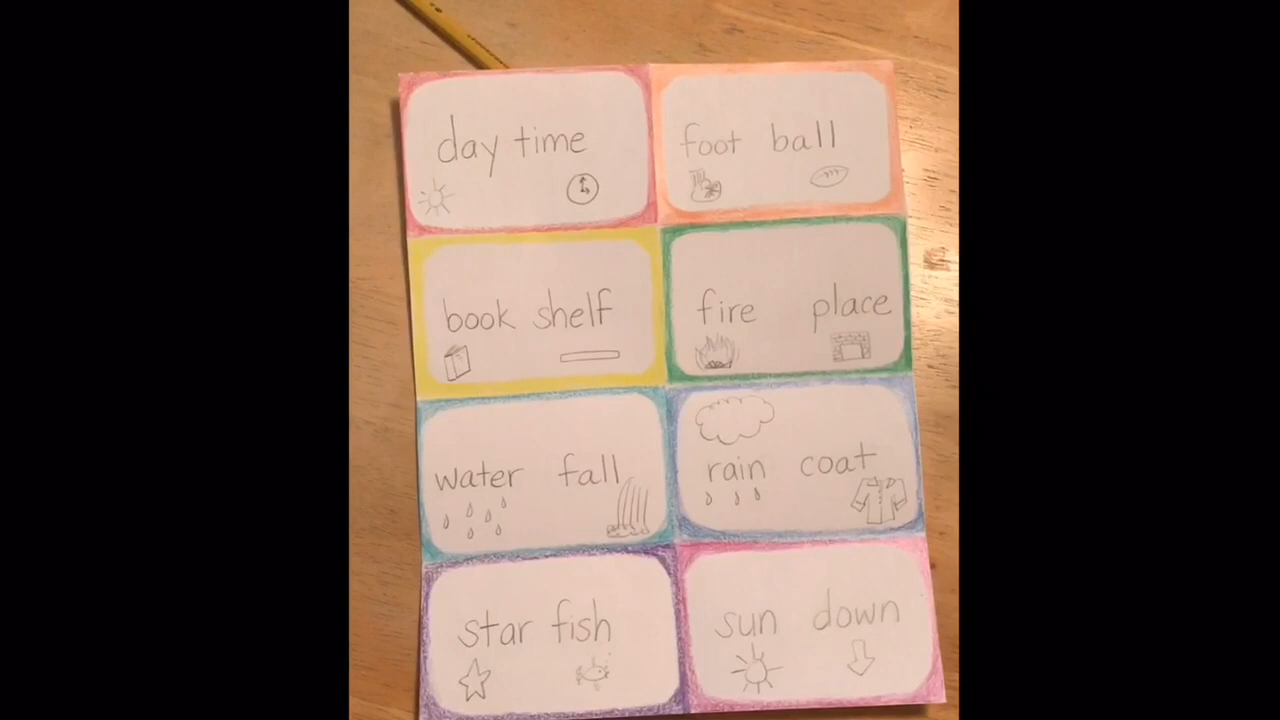 day time
foot ball
book shelf
fire place
water fall
rain coat
star fish
sun down